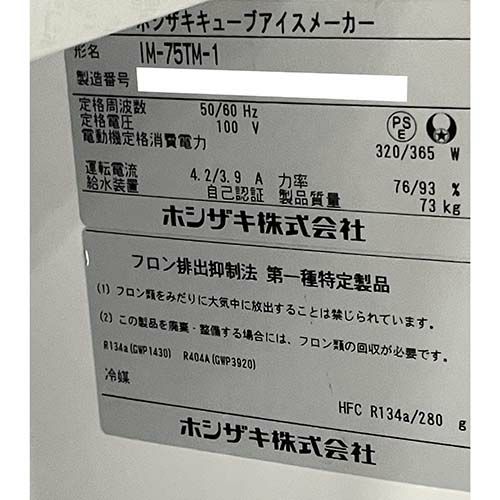 ホシザキキューブアイスメーカー
形名 IM-75TM-1
製造番号
定格周波数 50/60 Hz
定格電圧 100 V
電動機定格消費電力 320/365 W
PS E
運転電流 4.2/3.9 A 力率 76/93 %
給水装置 自己認証 製品質量 73 kg
ホシザキ株式会社
フロン排出抑制法 第一種特定製品
(1) フロン類をみだりに大気中に放出することは禁じられています。
(2) この製品を廃棄・整備する場合には、フロン類の回収が必要です。
R134a(GWP1430) R404A(GWP3920)
冷媒 HFC R134a/280 g
ホシザキ株式会社